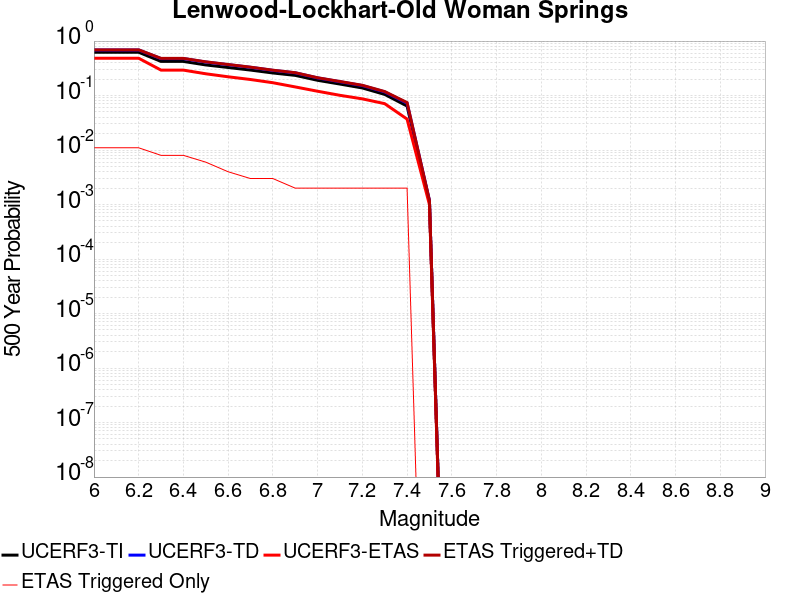 Lenwood-Lockhart-Old Woman Springs
10^0
10^-1
10^-2
10^-3
10^-4
10^-5
10^-6
10^-7
10^-8
500 Year Probability
6 6.2 6.4 6.6 6.8 7 7.2 7.4 7.6 7.8 8 8.2 8.4 8.6 8.8 9
Magnitude
UCERF3-TI UCERF3-TD UCERF3-ETAS ETAS Triggered+TD
ETAS Triggered Only